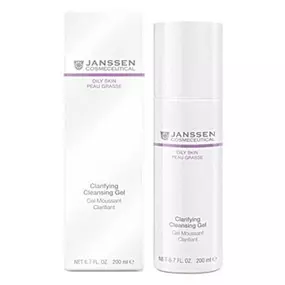 JANSSEN
COSMECEUTICAL
OILY SKIN
PEAU GRASSE
Clarifying
Cleansing Gel
Gel Moussant
Clarifiant
NET 6.7 FL. OZ. 200 ml e
JANSSEN
COSMECEUTICAL
OILY SKIN
PEAU GRASSE
Clarifying
Cleansing Gel
Gel Moussant
Clarifiant
NET 6.7 FL. OZ. 200 ml e